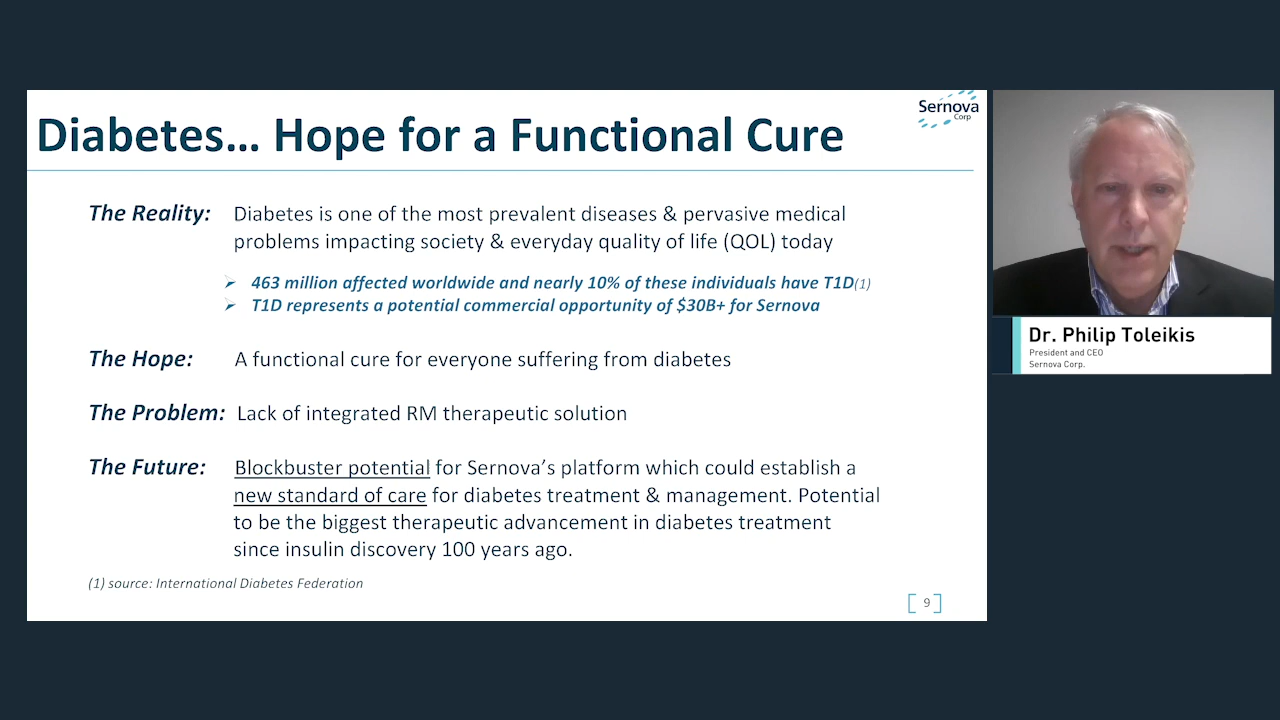 Sernova
Corp
Diabetes... Hope for a Functional Cure
The Reality: Diabetes is one of the most prevalent diseases & pervasive medical
problems impacting society & everyday quality of life (QOL) today
463 million affected worldwide and nearly 10% of these individuals have T1D(1)
T1D represents a potential commercial opportunity of $30B+ for Sernova
The Hope: A functional cure for everyone suffering from diabetes
The Problem: Lack of integrated RM therapeutic solution
The Future: Blockbuster potential for Sernova's platform which could establish a
new standard of care for diabetes treatment & management. Potential
to be the biggest therapeutic advancement in diabetes treatment
since insulin discovery 100 years ago.
(1) source: International Diabetes Federation
[ 9 ]
Dr. Philip Toleikis
President and CEO
Sernova Corp.